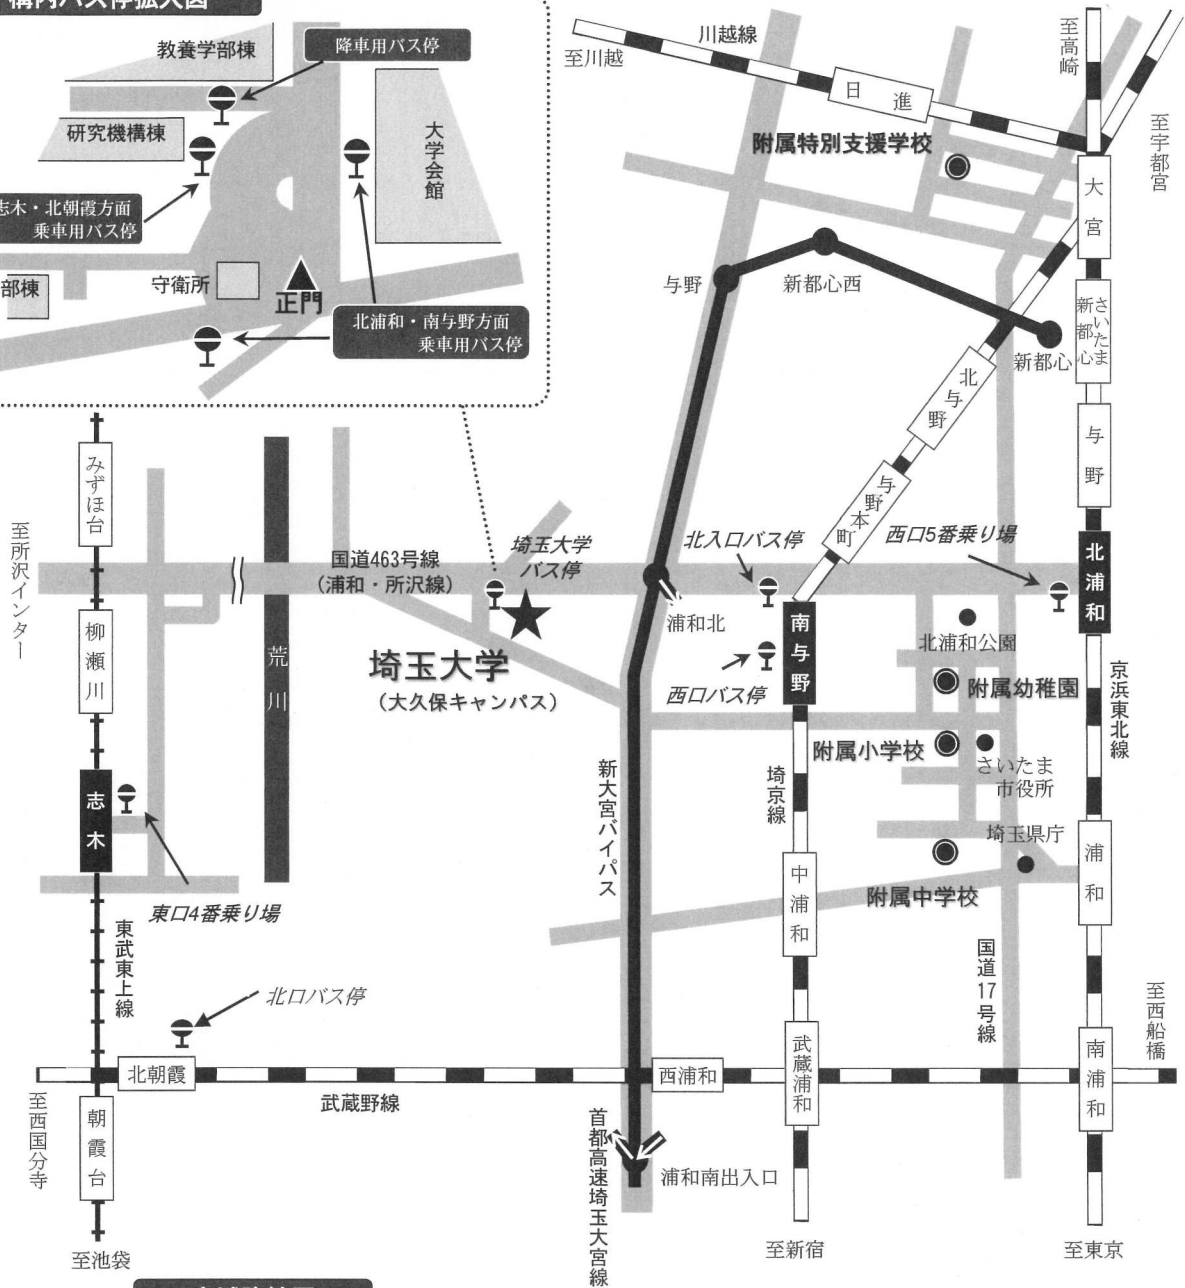 構内バス停拡大図
教養学部棟
降車用バス停
研究機構棟
大学会館
志木・北朝霞方面
乗車用バス停
部棟
守衛所
正門
北浦和・南与野方面
乗車用バス停
川越線
至川越
日進
至高崎
至宇都宮
附属特別支援学校
大宮
与野
新都心西
新都心
さいたま
新都心
北与野
与野
与野本町
北浦和
みずほ台
至所沢インター
国道463号線
(浦和・所沢線)
埼玉大学
バス停
北入口バス停
西口5番乗り場
浦和北
南与野
北浦和公園
柳瀬川
荒川
埼玉大学
(大久保キャンパス)
西口バス停
附属幼稚園
京浜東北線
附属小学校
さいたま
市役所
新大宮バイパス
埼京線
志木
埼玉県庁
中浦和
浦和
附属中学校
東口4番乗り場
東武東上線
国道17号線
北口バス停
至西船橋
北朝霞
西浦和
武蔵浦和
南浦和
武蔵野線
至西国分寺
朝霞台
首都高速埼玉大宮線
浦和南出入口
至池袋
至新宿
至東京